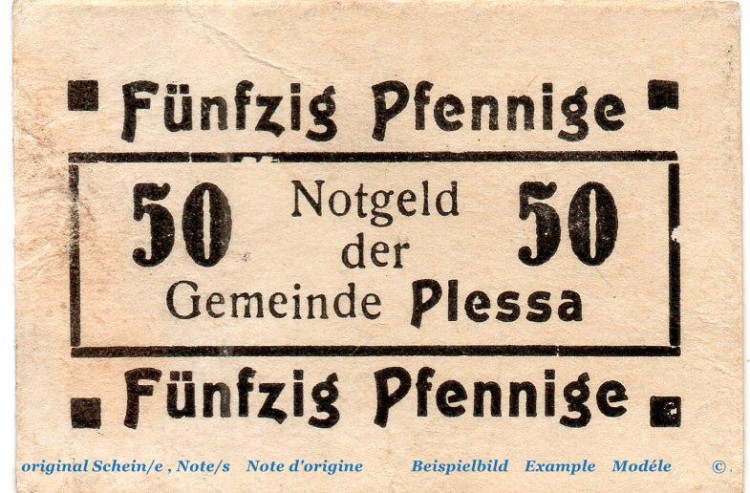 Fünfzig Pfennige
50 Notgeld 50
der
Gemeinde Plessa
Fünfzig Pfennige
original Schein/e , Note/s Note d'origine Beispielbild Example Modéle ©.